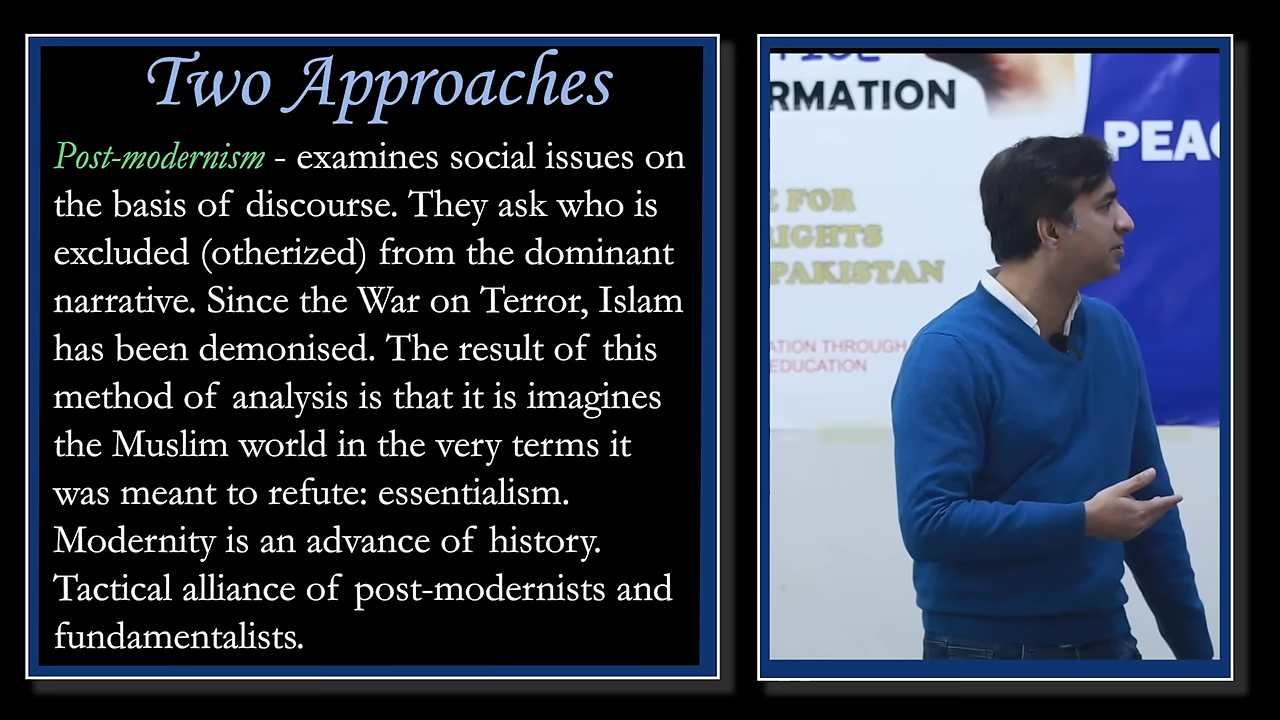 Two Approaches
Post-modernism - examines social issues on
the basis of discourse. They ask who is
excluded (otherized) from the dominant
narrative. Since the War on Terror, Islam
has been demonised. The result of this
method of analysis is that it is imagines
the Muslim world in the very terms it
was meant to refute: essentialism.
Modernity is an advance of history.
Tactical alliance of post-modernists and
fundamentalists.
RMATION
PEAC
E FOR
RIGHTS
PAKISTAN
ATION THROUGH
EDUCATION